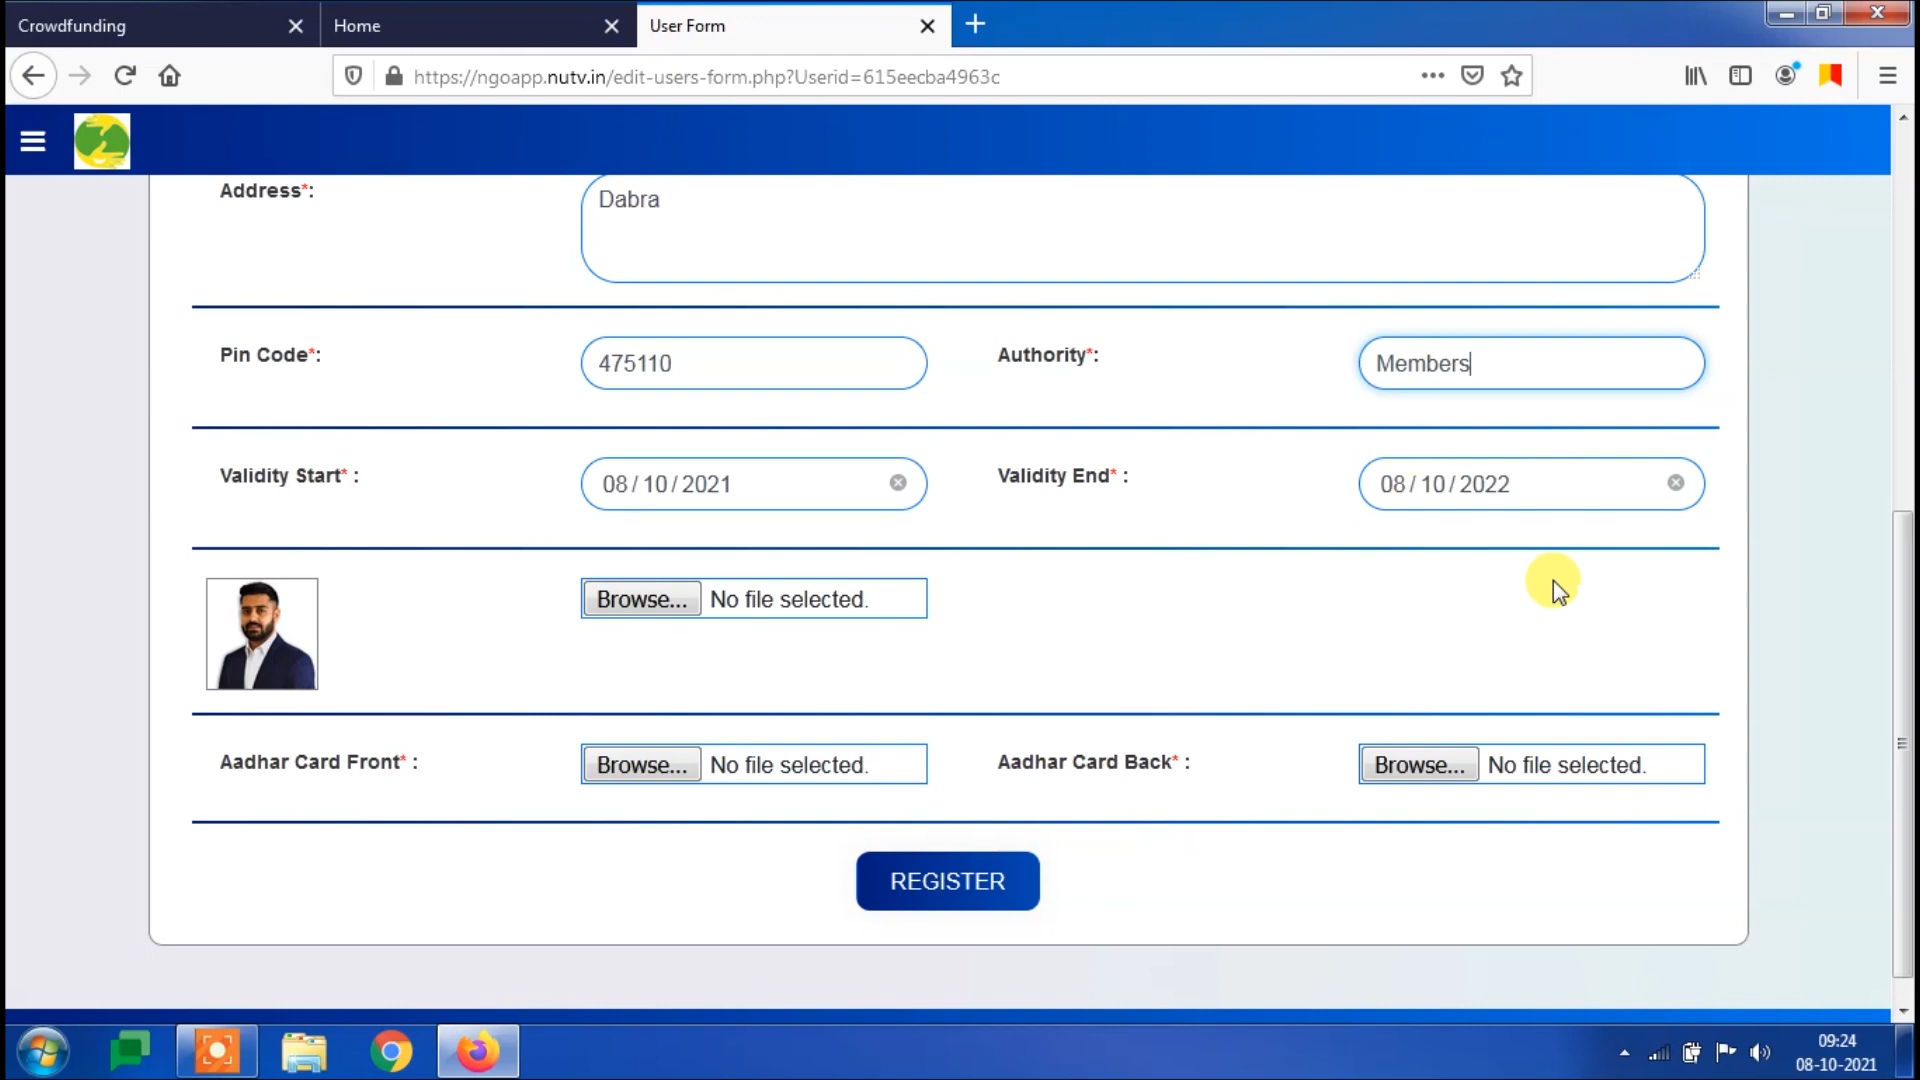 Crowdfunding
Home
User Form
https://ngoapp.nutv.in/edit-users-form.php?Userid=615eecba4963c
Address*:
Dabra
Pin Code*:
475110
Authority*:
Members
Validity Start* :
08/10/2021
Validity End* :
08/10/2022
Browse... No file selected.
Aadhar Card Front* :
Browse... No file selected.
Aadhar Card Back* :
Browse... No file selected.
REGISTER
09:24
08-10-2021